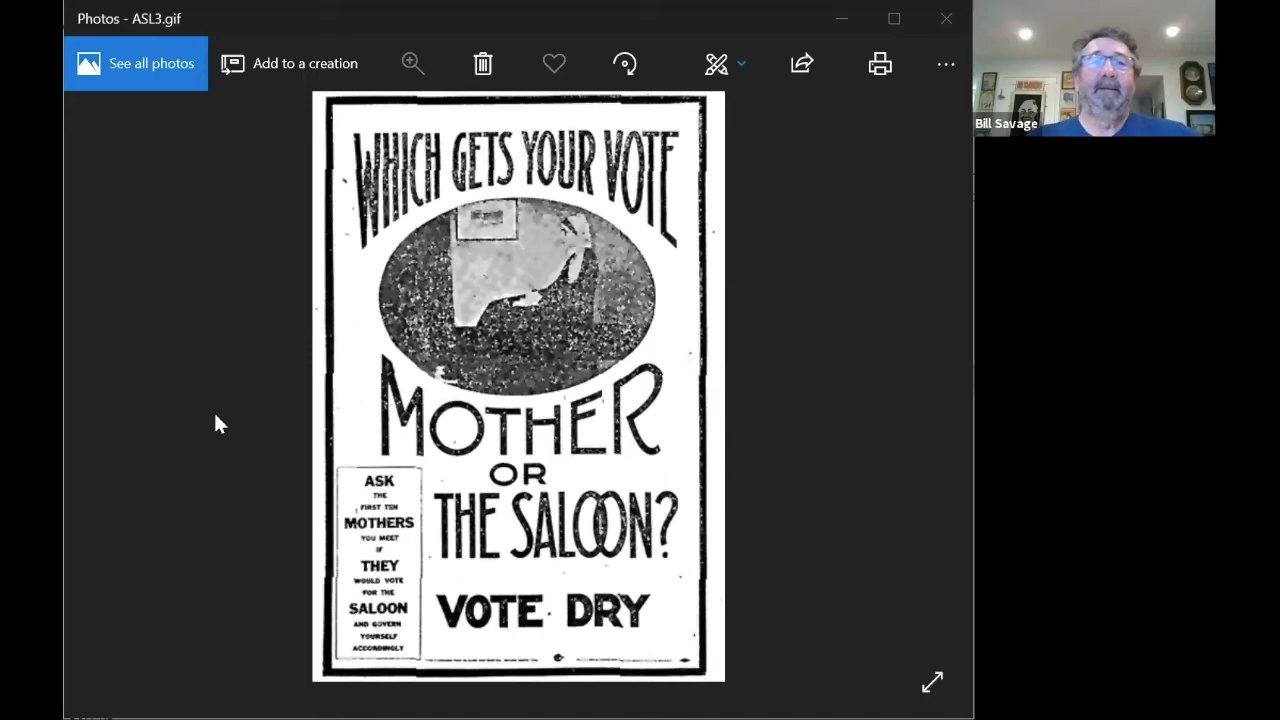 Photos - ASL3.gif
See all photos
Add to a creation
Bill Savage
WHICH GETS YOUR VOTE
MOTHER
OR
THE SALOON?
ASK
THE
FIRST TEN
MOTHERS
YOU MEET
IF
THEY
WOULD VOTE
FOR THE
SALOON
AND GOVERN
YOURSELF
ACCORDINGLY
VOTE DRY